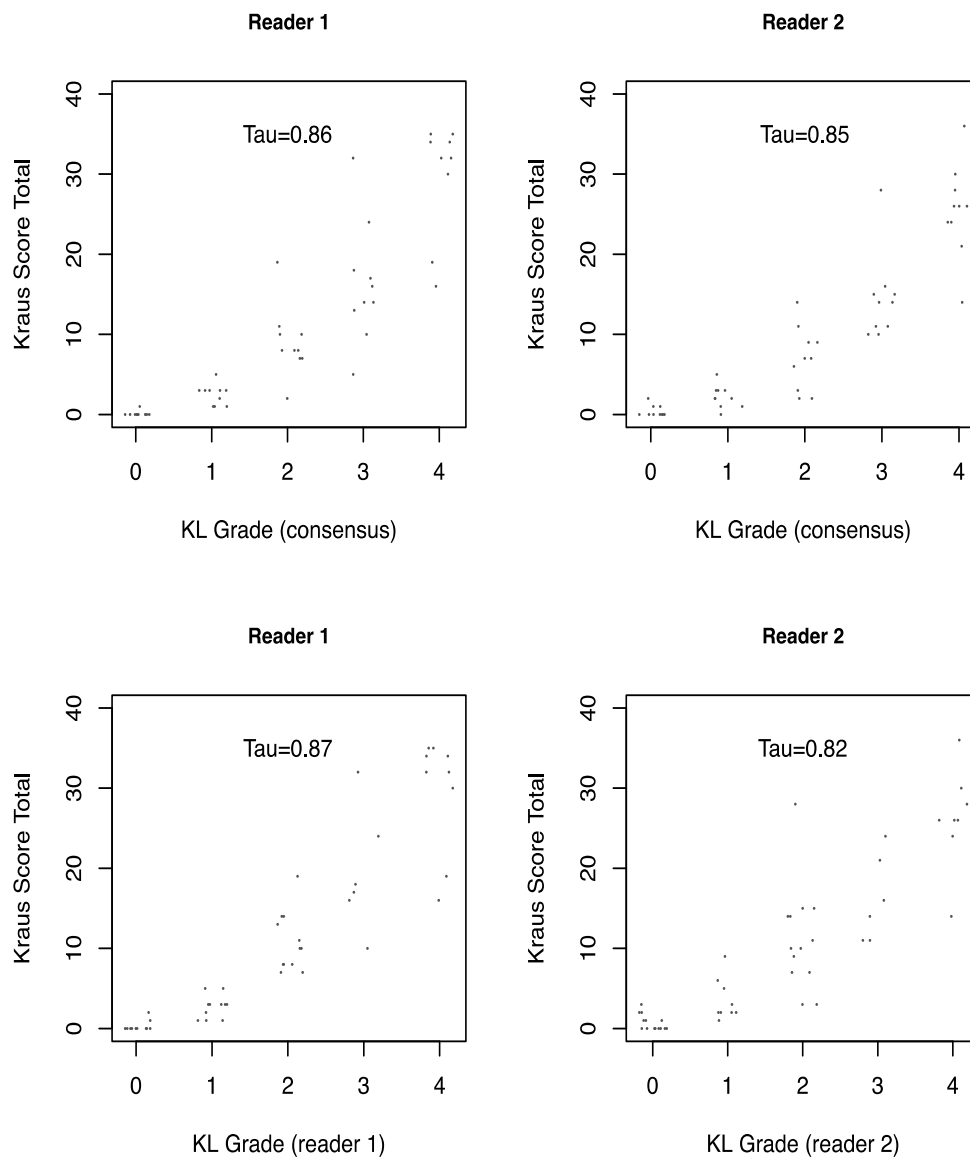 Reader 1
Kraus Score Total
40
30
20
10
0
Tau=0.86
0 1 2 3 4
KL Grade (consensus)
Reader 2
Kraus Score Total
40
30
20
10
0
Tau=0.85
0 1 2 3 4
KL Grade (consensus)
Reader 1
Kraus Score Total
40
30
20
10
0
Tau=0.87
0 1 2 3 4
KL Grade (reader 1)
Reader 2
Kraus Score Total
40
30
20
10
0
Tau=0.82
0 1 2 3 4
KL Grade (reader 2)